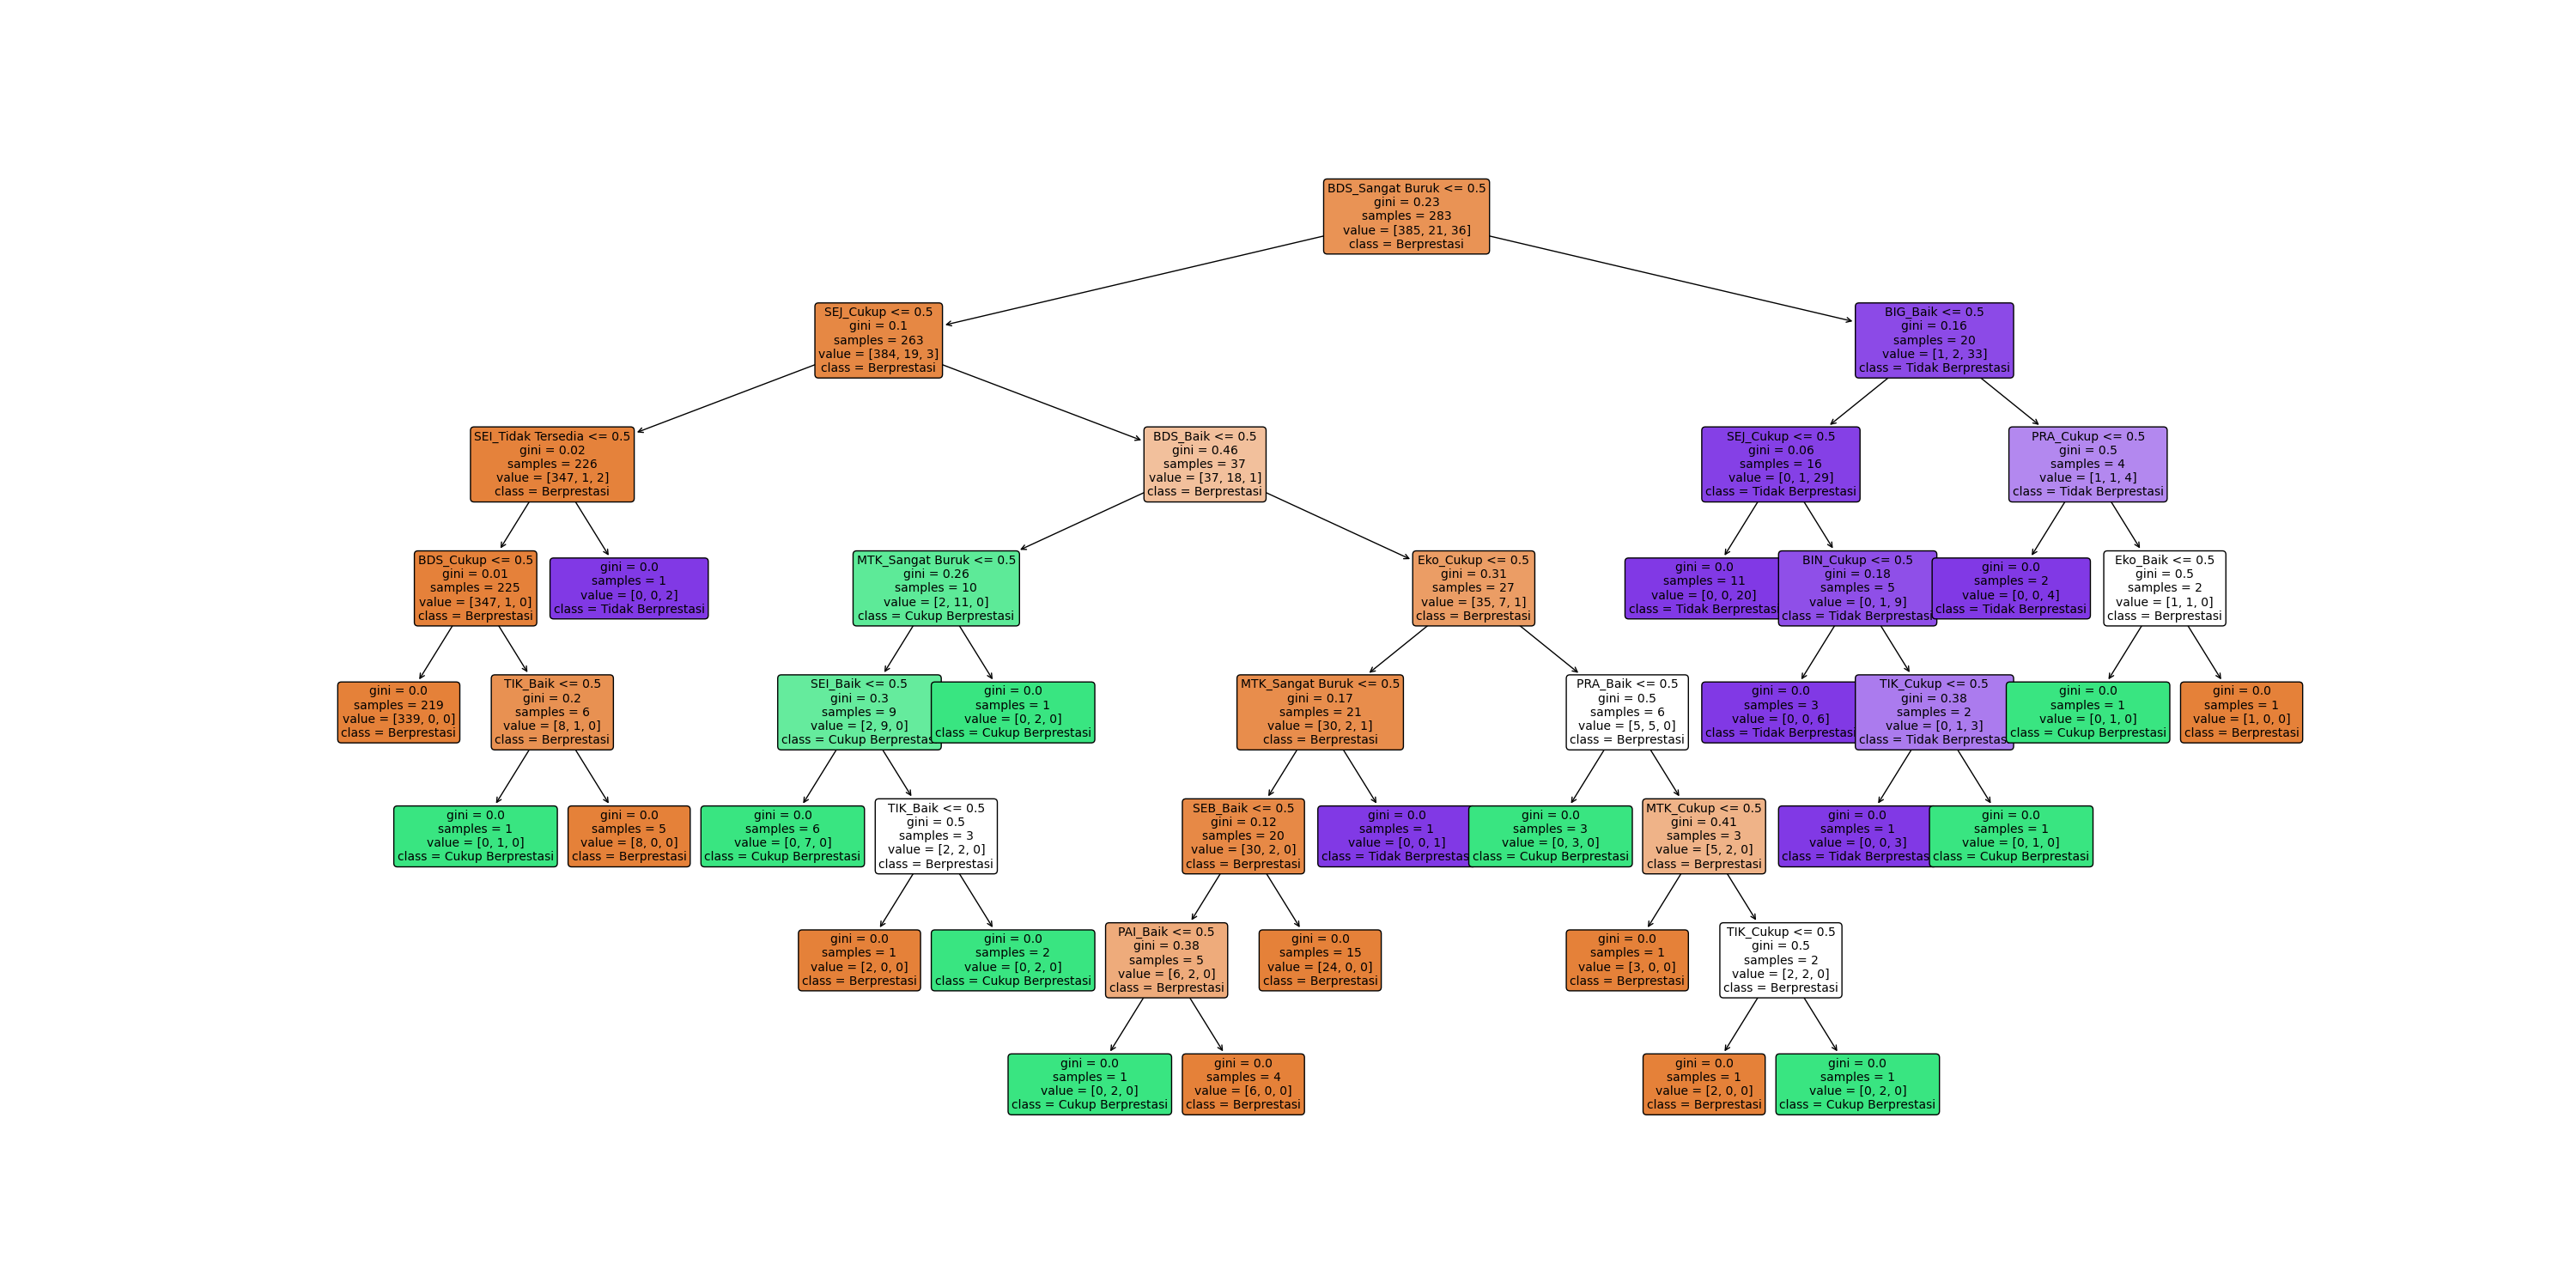 BDS_Sangat Buruk <= 0.5
gini = 0.23
samples = 283
value = [385, 21, 36]
class = Berprestasi
SEJ_Cukup <= 0.5
gini = 0.1
samples = 263
value = [384, 19, 3]
class = Berprestasi
BIG_Baik <= 0.5
gini = 0.16
samples = 20
value = [1, 2, 33]
class = Tidak Berprestasi
SEI_Tidak Tersedia <= 0.5
gini = 0.02
samples = 226
value = [347, 1, 2]
class = Berprestasi
BDS_Baik <= 0.5
gini = 0.46
samples = 37
value = [37, 18, 1]
class = Berprestasi
SEJ_Cukup <= 0.5
gini = 0.06
samples = 16
value = [0, 1, 29]
class = Tidak Berprestasi
PRA_Cukup <= 0.5
gini = 0.5
samples = 4
value = [1, 1, 4]
class = Tidak Berprestasi
BDS_Cukup <= 0.5
gini = 0.01
samples = 225
value = [347, 1, 0]
class = Berprestasi
gini = 0.0
samples = 1
value = [0, 0, 2]
class = Tidak Berprestasi
MTK_Sangat Buruk <= 0.5
gini = 0.26
samples = 10
value = [2, 11, 0]
class = Cukup Berprestasi
Eko_Cukup <= 0.5
gini = 0.31
samples = 27
value = [35, 7, 1]
class = Berprestasi
gini = 0.0
samples = 11
value = [0, 0, 20]
class = Tidak Berprestas
BIN_Cukup <= 0.5
gini = 0.18
samples = 5
value = [0, 1, 9]
class = Tidak Berprestas
gini = 0.0
samples = 2
value = [0, 0, 4]
class = Tidak Berprestasi
Eko_Baik <= 0.5
gini = 0.5
samples = 2
value = [1, 1, 0]
class = Berprestasi
gini = 0.0
samples = 219
value = [339, 0, 0]
class = Berprestasi
TIK_Baik <= 0.5
gini = 0.2
samples = 6
value = [8, 1, 0]
class = Berprestasi
SEI_Baik <= 0.5
gini = 0.3
samples = 9
value = [2, 9, 0]
class = Cukup Berprestas
gini = 0.0
samples = 1
value = [0, 2, 0]
class = Cukup Berprestasi
MTK_Sangat Buruk <= 0.5
gini = 0.17
samples = 21
value = [30, 2, 1]
class = Berprestasi
PRA_Baik <= 0.5
gini = 0.5
samples = 6
value = [5, 5, 0]
class = Berprestasi
gini = 0.0
samples = 3
value = [0, 0, 6]
class = Tidak Berprestas
TIK_Cukup <= 0.5
gini = 0.38
samples = 2
value = [0, 1, 3]
class = Tidak Berprestas
gini = 0.0
samples = 1
value = [0, 1, 0]
class = Cukup Berprestasi
gini = 0.0
samples = 1
value = [1, 0, 0]
class = Berprestasi
gini = 0.0
samples = 1
value = [0, 1, 0]
class = Cukup Berprestasi
gini = 0.0
samples = 5
value = [8, 0, 0]
class = Berprestasi
gini = 0.0
samples = 6
value = [0, 7, 0]
class = Cukup Berprestasi
TIK_Baik <= 0.5
gini = 0.5
samples = 3
value = [2, 2, 0]
class = Berprestasi
SEB_Baik <= 0.5
gini = 0.12
samples = 20
value = [30, 2, 0]
class = Berprestasi
gini = 0.0
samples = 1
value = [0, 0, 1]
class = Tidak Berprestas
gini = 0.0
samples = 3
value = [0, 3, 0]
class = Cukup Berprestasi
MTK_Cukup <= 0.5
gini = 0.41
samples = 3
value = [5, 2, 0]
class = Berprestasi
gini = 0.0
samples = 1
value = [0, 0, 3]
class = Tidak Berprestas
gini = 0.0
samples = 1
value = [0, 1, 0]
class = Cukup Berprestasi
gini = 0.0
samples = 1
value = [2, 0, 0]
class = Berprestasi
gini = 0.0
samples = 2
value = [0, 2, 0]
class = Cukup Berprestasi
PAI_Baik <= 0.5
gini = 0.38
samples = 5
value = [6, 2, 0]
class = Berprestasi
gini = 0.0
samples = 15
value = [24, 0, 0]
class = Berprestasi
gini = 0.0
samples = 1
value = [3, 0, 0]
class = Berprestasi
TIK_Cukup <= 0.5
gini = 0.5
samples = 2
value = [2, 2, 0]
class = Berprestasi
gini = 0.0
samples = 1
value = [0, 2, 0]
class = Cukup Berprestasi
gini = 0.0
samples = 4
value = [6, 0, 0]
class = Berprestasi
gini = 0.0
samples = 1
value = [2, 0, 0]
class = Berprestasi
gini = 0.0
samples = 1
value = [0, 2, 0]
class = Cukup Berprestasi